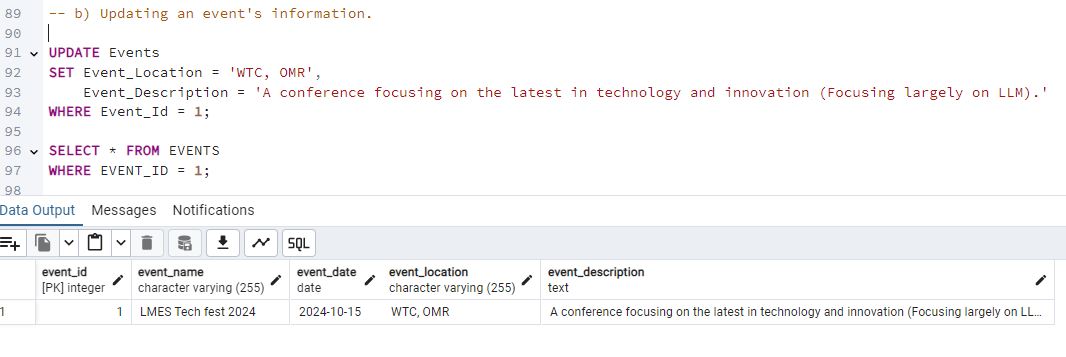 89 -- b) Updating an event's information.
90
91 UPDATE Events
92 SET Event_Location = 'WTC, OMR',
93 Event_Description = 'A conference focusing on the latest in technology and innovation (Focusing largely on LLM).'
94 WHERE Event_Id = 1;
95
96 SELECT * FROM EVENTS
97 WHERE EVENT_ID = 1;
98
Data Output Messages Notifications
SQL
event_id event_name event_date event_location event_description
[PK] integer character varying (255) date character varying (255) text
1 1 LMES Tech fest 2024 2024-10-15 WTC, OMR A conference focusing on the latest in technology and innovation (Focusing largely on LL...